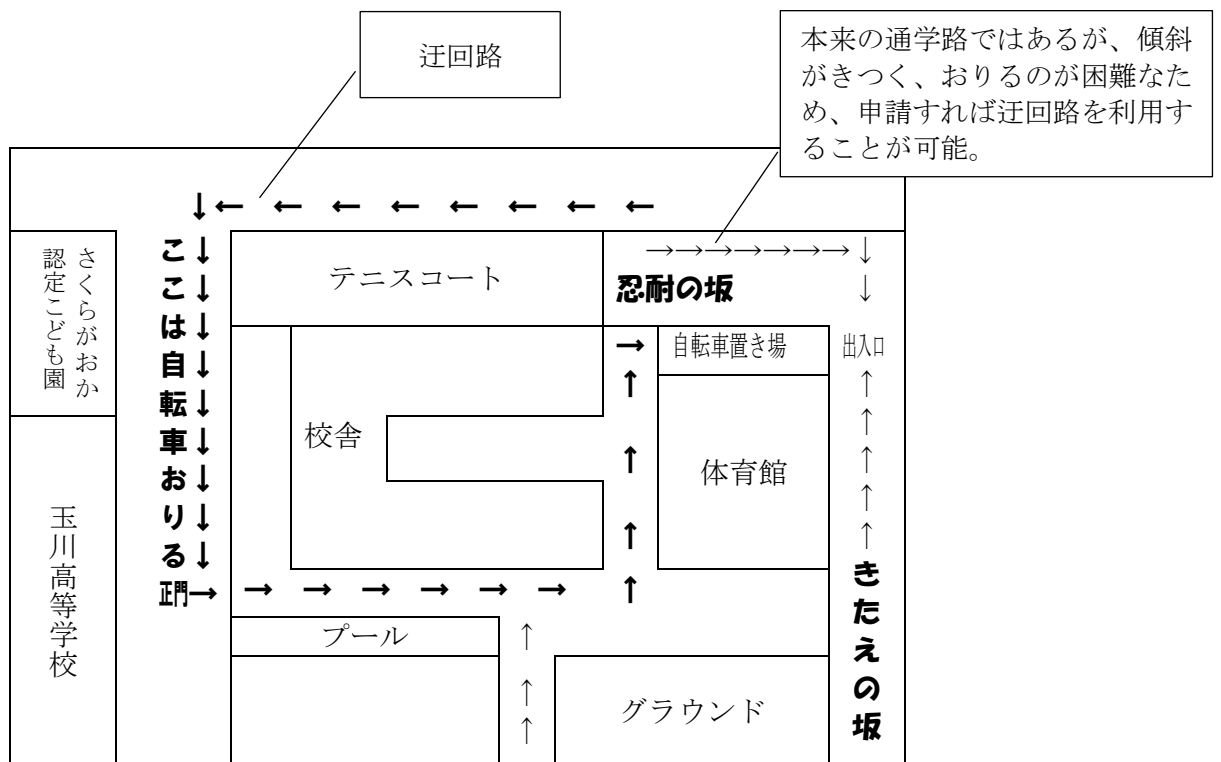 迂回路
本来の通学路ではあるが、傾斜
がきつく、おりるのが困難なた
め、申請すれば迂回路を利用す
ることが可能。
↓← ← ← ← ← ← ← ←
→→→→→→→↓
忍耐の坂
↓
さくらがおか
認定こども園
ここは自転車おりる
↓↓↓↓↓↓↓↓↓
テニスコート
→
自転車置き場
出入口
校舎
体育館
↑
↑
↑
↑
↑
↑
↑
↑
↑
きたえの坂
玉川高等学校
正門→ → → → → → → ↑
プール
↑
↑
↑
グラウンド